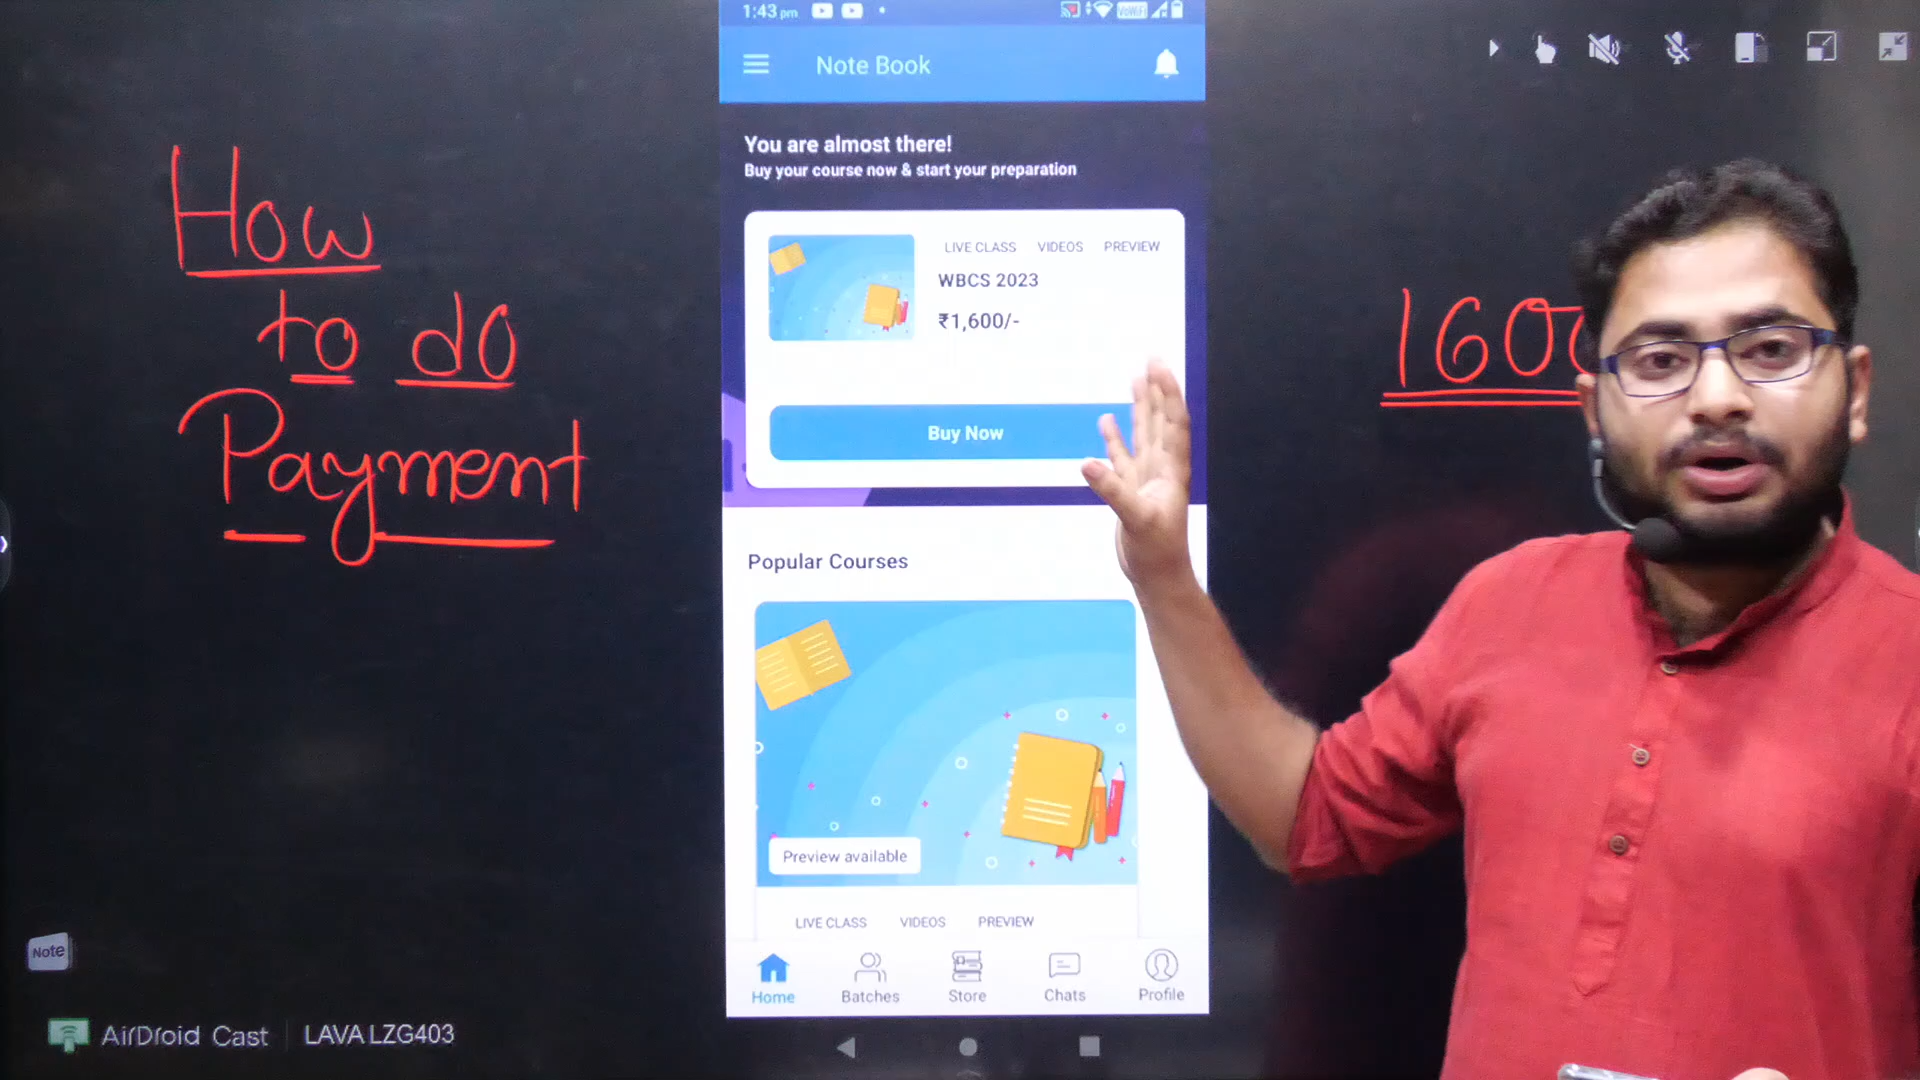 1:43 pm
VoWiFi
Note Book
You are almost there!
Buy your course now & start your preparation
LIVE CLASS VIDEOS PREVIEW
WBCS 2023
₹1,600/-
Buy Now
Popular Courses
Preview available
LIVE CLASS VIDEOS PREVIEW
Home Batches Store Chats Profile
How
to do
Payment
Note
AirDroid Cast LAVA LZG403